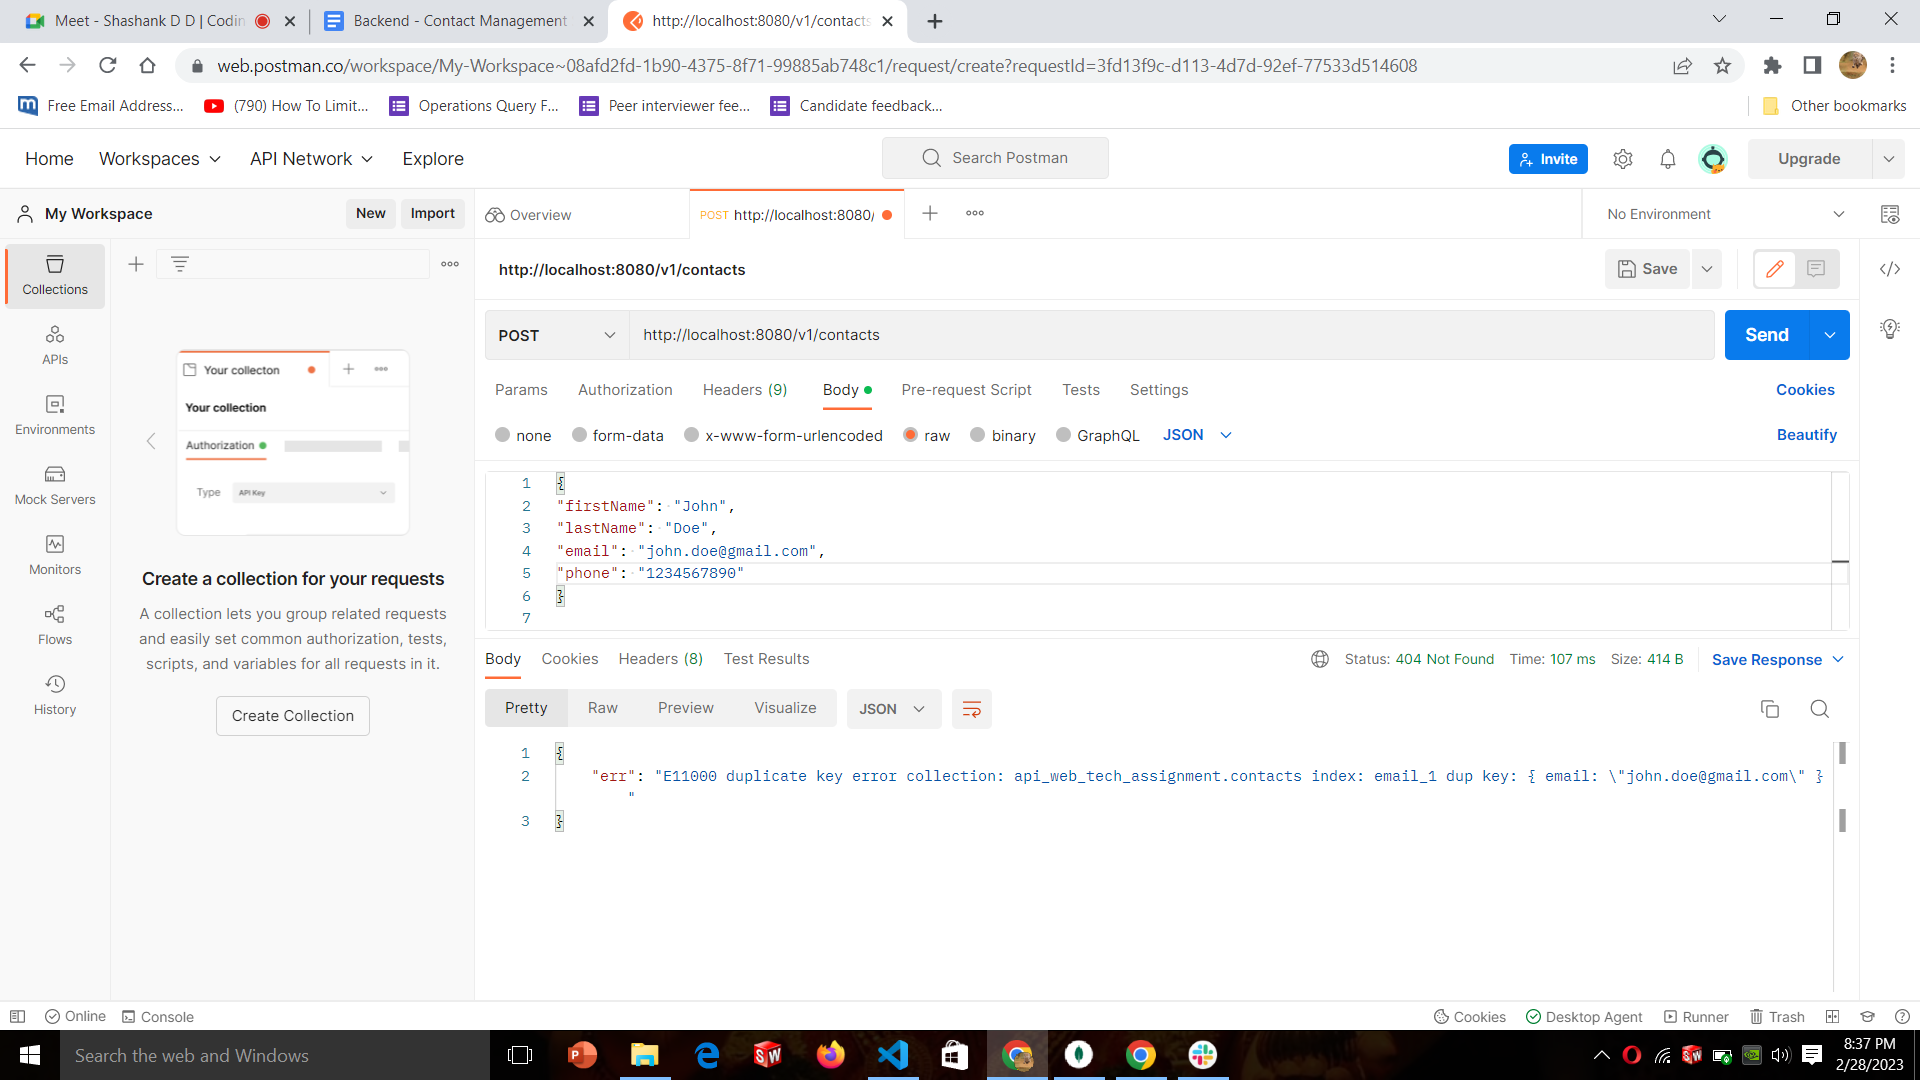 Meet - Shashank D D | Codin
Backend - Contact Management
http://localhost:8080/v1/contacts
web.postman.co/workspace/My-Workspace~08afd2fd-1b90-4375-8f71-99885ab748c1/request/create?requestId=3fd13f9c-d113-4d7d-92ef-77533d514608
Free Email Address...
(790) How To Limit...
Operations Query F...
Peer interviewer fee...
Candidate feedback...
Other bookmarks
Home
Workspaces
API Network
Explore
Search Postman
Invite
Upgrade
My Workspace
New
Import
Overview
POST http://localhost:8080/
No Environment
Collections
APIs
Environments
Mock Servers
Monitors
Flows
History
Your collecton
Your collection
Authorization
Type
API Key
Create a collection for your requests
A collection lets you group related requests
and easily set common authorization, tests,
scripts, and variables for all requests in it.
Create Collection
http://localhost:8080/v1/contacts
Save
POST
http://localhost:8080/v1/contacts
Send
Params
Authorization
Headers (9)
Body
Pre-request Script
Tests
Settings
Cookies
none
form-data
x-www-form-urlencoded
raw
binary
GraphQL
JSON
Beautify
1 {
2 "firstName": "John",
3 "lastName": "Doe",
4 "email": "john.doe@gmail.com",
5 "phone": "1234567890"
6 }
7
Body
Cookies
Headers (8)
Test Results
Status: 404 Not Found
Time: 107 ms
Size: 414 B
Save Response
Pretty
Raw
Preview
Visualize
JSON
1 {
2 "err": "E11000 duplicate key error collection: api_web_tech_assignment.contacts index: email_1 dup key: { email: \"john.doe@gmail.com\" }
"
3 }
Online
Console
Cookies
Desktop Agent
Runner
Trash
Search the web and Windows
8:37 PM
2/28/2023